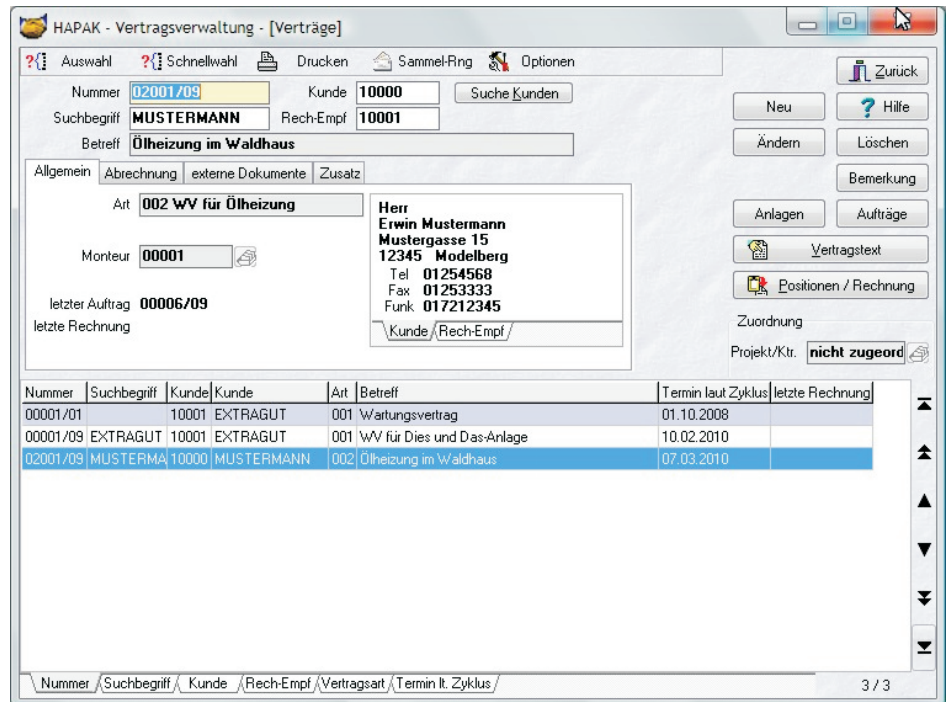 HAPAK - Vertragsverwaltung - [Verträge]
?{} Auswahl ?{} Schnellwahl Drucken Sammel-Rng Optionen
Zurück
Nummer 02001/09 Kunde 10000 Suche Kunden
Neu ? Hilfe
Suchbegriff MUSTERMANN Rech-Empf 10001
Betreff Ölheizung im Waldhaus
Ändern Löschen
Allgemein Abrechnung externe Dokumente Zusatz
Bemerkung
Art 002 WV für Ölheizung
Herr
Erwin Mustermann
Mustergasse 15
12345 Modelberg
Tel 01254568
Fax 01253333
Funk 017212345
Kunde Rech-Empf
Monteur 00001
letzter Auftrag 00006/09
letzte Rechnung
Anlagen Aufträge
Vertragstext
Positionen / Rechnung
Zuordnung
Projekt/Ktr. nicht zugeord
Nummer Suchbegriff Kunde Kunde Art Betreff Termin laut Zyklus letzte Rechnung
00001/01 10001 EXTRAGUT 001 Wartungsvertrag 01.10.2008
00001/09 EXTRAGUT 10001 EXTRAGUT 001 WV für Dies und Das-Anlage 10.02.2010
02001/09 MUSTERMA 10000 MUSTERMANN 002 Ölheizung im Waldhaus 07.03.2010
Nummer Suchbegriff Kunde Rech-Empf Vertragsart Termin lt. Zyklus
3 / 3